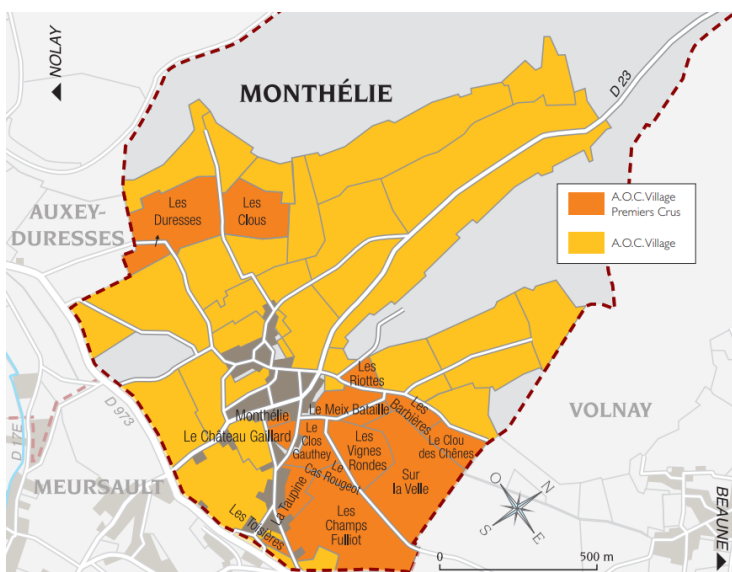 NOLAY
MONTHÉLIE
D 23
A.O.C.Village
Premiers Crus
A.O.C.Village
Les
Duresses
Les
Clous
AUXEY-
DURESSES
Les
Riottes
Les
Barbières
Le Meix Bataille
VOLNAY
D 973
D 17E
Monthélie
Le Château Gaillard
Le
Clos
Gauthey
Les
Vignes
Rondes
Le Clou
des Chênes
Le
Cas Rougeot
Sur
la Velle
MEURSAULT
La Taupine
Les Toisières
Les
Champs
Fulliot
O
N
S
E
BEAUNE
0
500 m